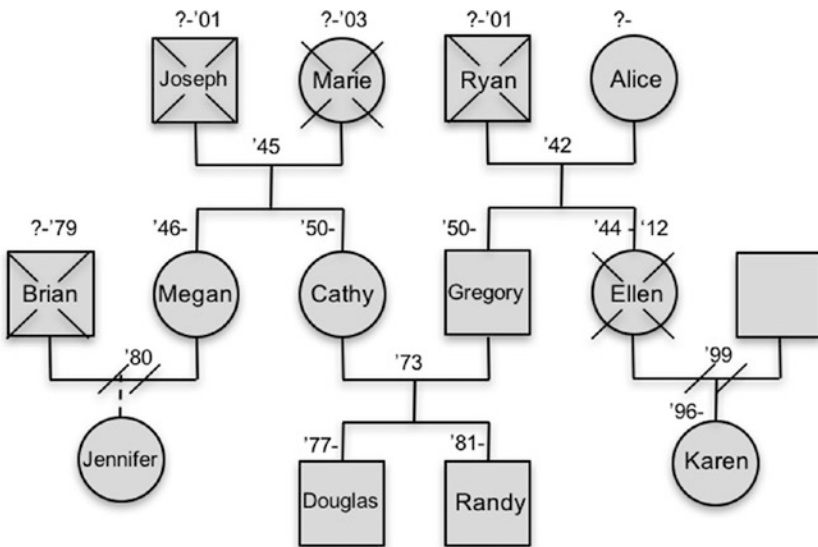 ?-'01
?-'03
?-'01
?-
Joseph
Marie
Ryan
Alice
'45
'42
?-'79
'46-
'50-
'50-
'44 - '12
Brian
Megan
Cathy
Gregory
Ellen
'80
'73
'99
'96-
Jennifer
'77-
'81-
Karen
Douglas
Randy